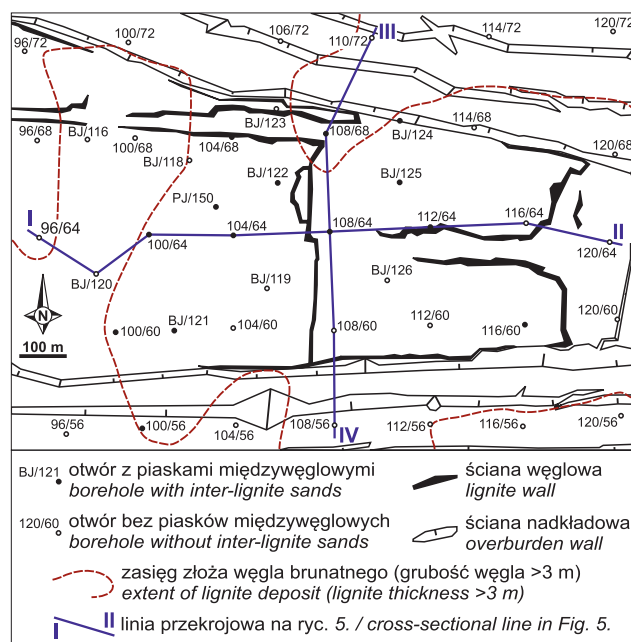 96/72
100/72
106/72
III
110/72
114/72
120/72
96/68
BJ/116
100/68
BJ/118
104/68
BJ/123
108/68
BJ/124
114/68
120/68
BJ/122
BJ/125
PJ/150
I
96/64
100/64
104/64
108/64
112/64
116/64
II
120/64
BJ/120
BJ/119
BJ/126
N
100 m
100/60
BJ/121
104/60
108/60
112/60
116/60
120/60
96/56
100/56
104/56
108/56
IV
112/56
116/56
120/56
BJ/121 otwór z piaskami międzywęglowymi
borehole with inter-lignite sands
ściana węglowa
lignite wall
120/60 otwór bez piasków międzywęglowych
borehole without inter-lignite sands
ściana nadkładowa
overburden wall
zasięg złoża węgla brunatnego (grubość węgla >3 m)
extent of lignite deposit (lignite thickness >3 m)
I II linia przekrojowa na ryc. 5. / cross-sectional line in Fig. 5.